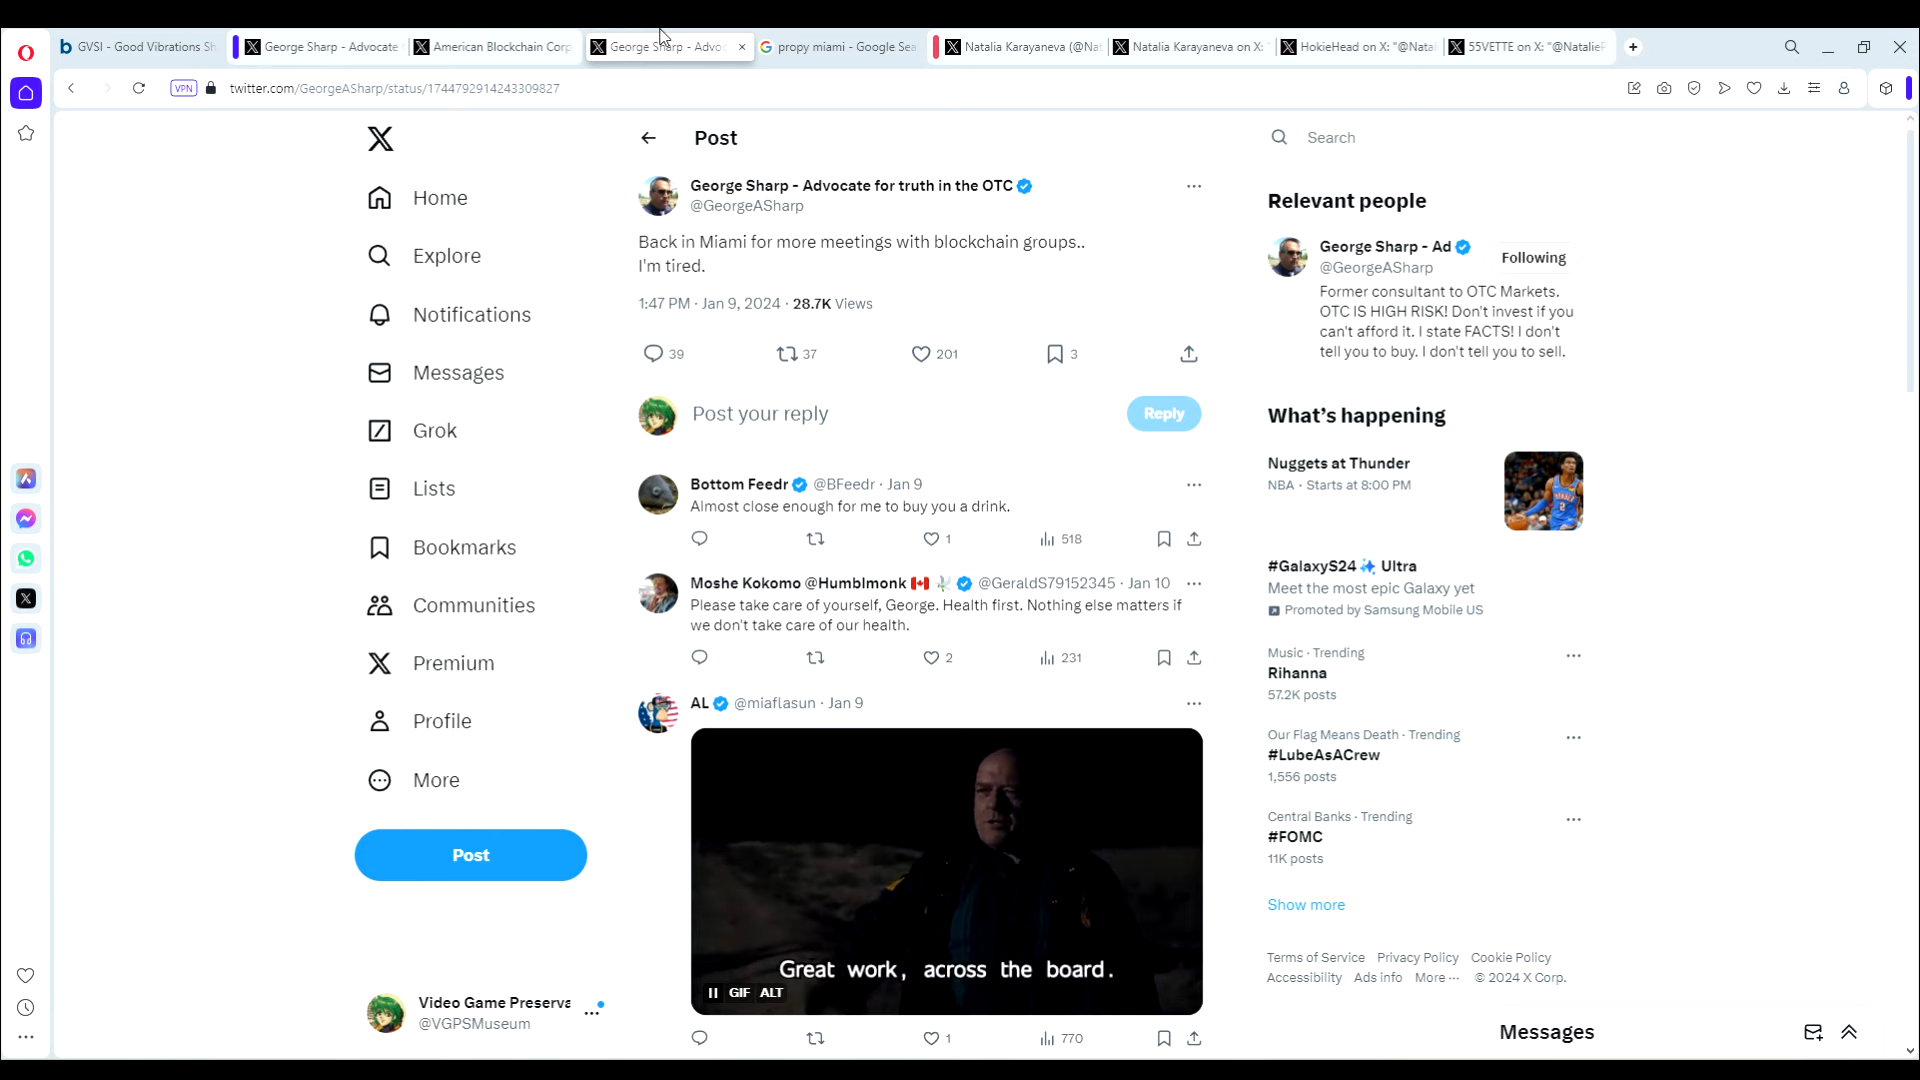 GVSI - Good Vibrations Sh
George Sharp - Advocate
American Blockchain Corp
George Sharp - Advoc
propy miami - Google Sea
Natalia Karayaneva (@Nat
Natalia Karayaneva on X: "
HokieHead on X: "@Natal
55VETTE on X: "@NatalieP
VPN
twitter.com/GeorgeASharp/status/1744792914243309827
Home
Explore
Notifications
Messages
Grok
Lists
Bookmarks
Communities
Premium
Profile
More
Post
Video Game Preserva
@VGPSMuseum
Post
George Sharp - Advocate for truth in the OTC
@GeorgeASharp
Back in Miami for more meetings with blockchain groups..
I'm tired.
1:47 PM · Jan 9, 2024 · 28.7K Views
39 37 201 3
Post your reply
Reply
Bottom Feedr @BFeedr · Jan 9
Almost close enough for me to buy you a drink.
1 518
Moshe Kokomo @Humblmonk 🇨🇦 🕊️ @GeraldS79152345 · Jan 10
Please take care of yourself, George. Health first. Nothing else matters if
we don't take care of our health.
2 231
AL @miaflasun · Jan 9
Great work, across the board.
GIF ALT
1 770
Search
Relevant people
George Sharp - Ad
@GeorgeASharp
Following
Former consultant to OTC Markets.
OTC IS HIGH RISK! Don't invest if you
can't afford it. I state FACTS! I don't
tell you to buy. I don't tell you to sell.
What's happening
Nuggets at Thunder
NBA · Starts at 8:00 PM
#GalaxyS24 ✨ Ultra
Meet the most epic Galaxy yet
Promoted by Samsung Mobile US
Music · Trending
Rihanna
57.2K posts
Our Flag Means Death · Trending
#LubeAsACrew
1,556 posts
Central Banks · Trending
#FOMC
11K posts
Show more
Terms of Service Privacy Policy Cookie Policy
Accessibility Ads info More ··· © 2024 X Corp.
Messages